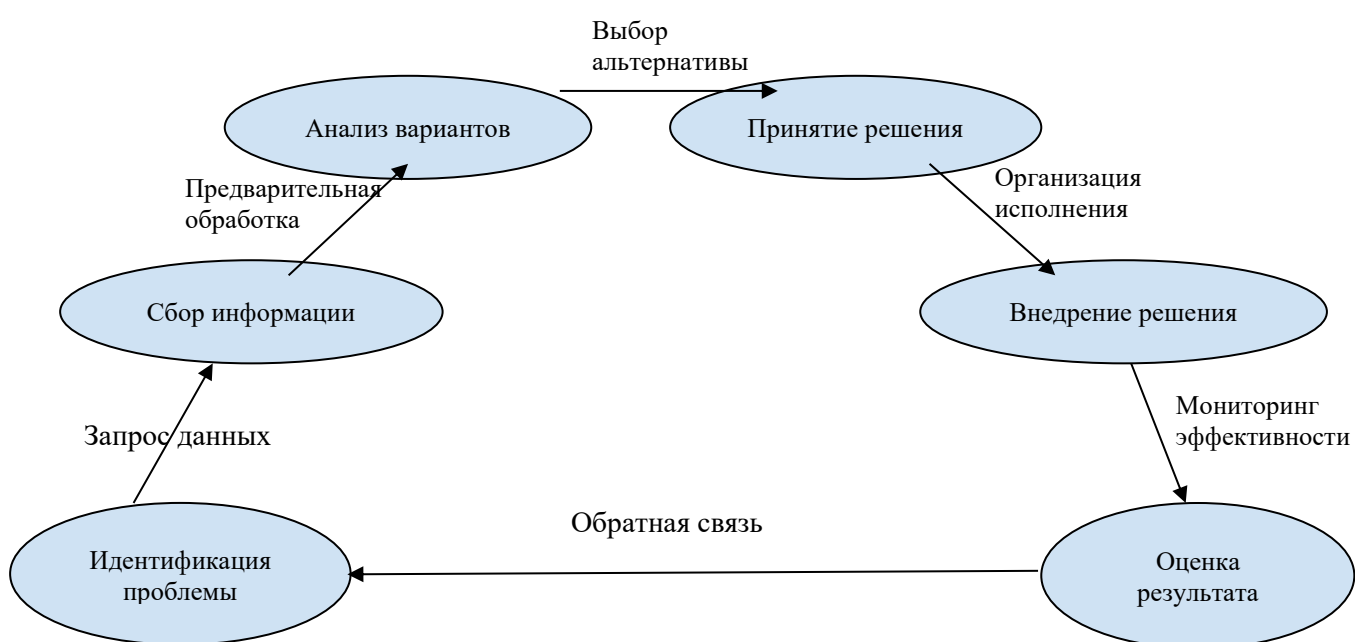 Выбор
альтернативы
Анализ вариантов
Принятие решения
Предварительная
обработка
Организация
исполнения
Сбор информации
Внедрение решения
Запрос данных
Мониторинг
эффективности
Обратная связь
Идентификация
проблемы
Оценка
результата